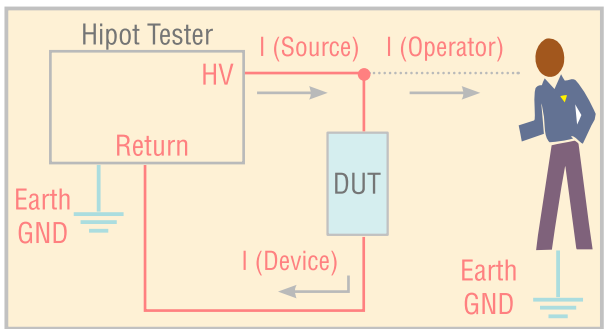 Hipot Tester
I (Source)
I (Operator)
HV
Return
DUT
Earth
GND
I (Device)
Earth
GND